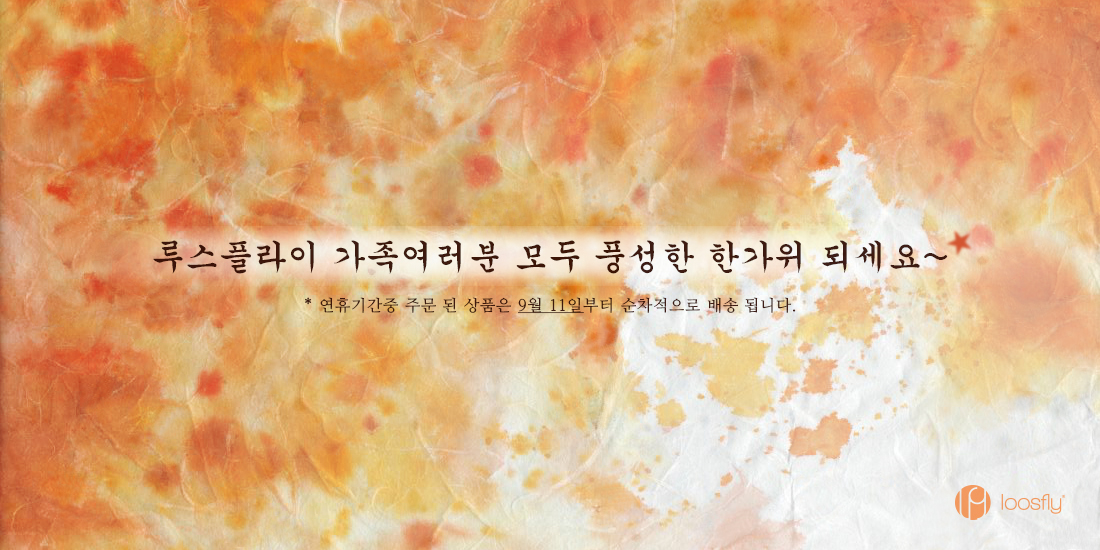 루스플라이 가족여러분 모두 풍성한 한가위 되세요~
* 연휴기간중 주문 된 상품은 9월 11일부터 순차적으로 배송 됩니다.
loosfly